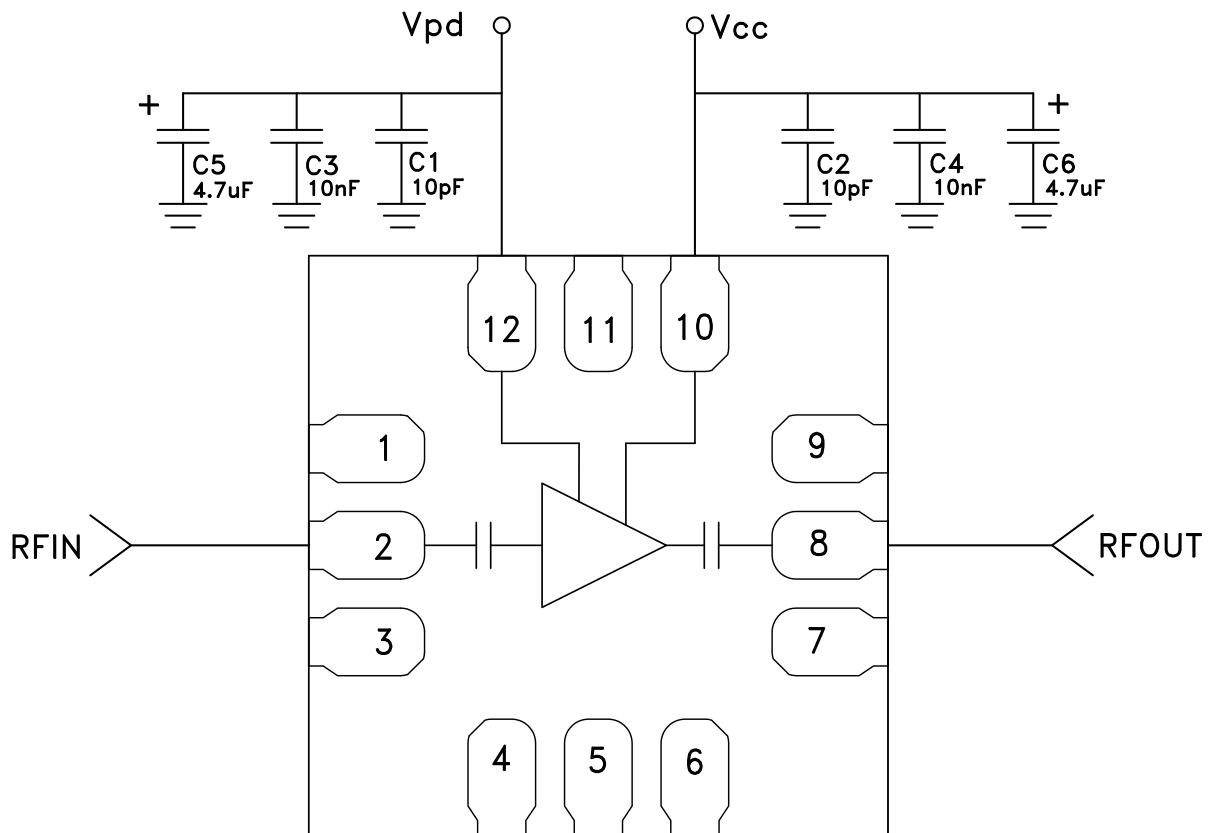 Vpd
Vcc
+
+
C5
4.7uF
C3
10nF
C1
10pF
C2
10pF
C4
10nF
C6
4.7uF
12
11
10
1
9
RFIN
2
8
RFOUT
3
7
4
5
6